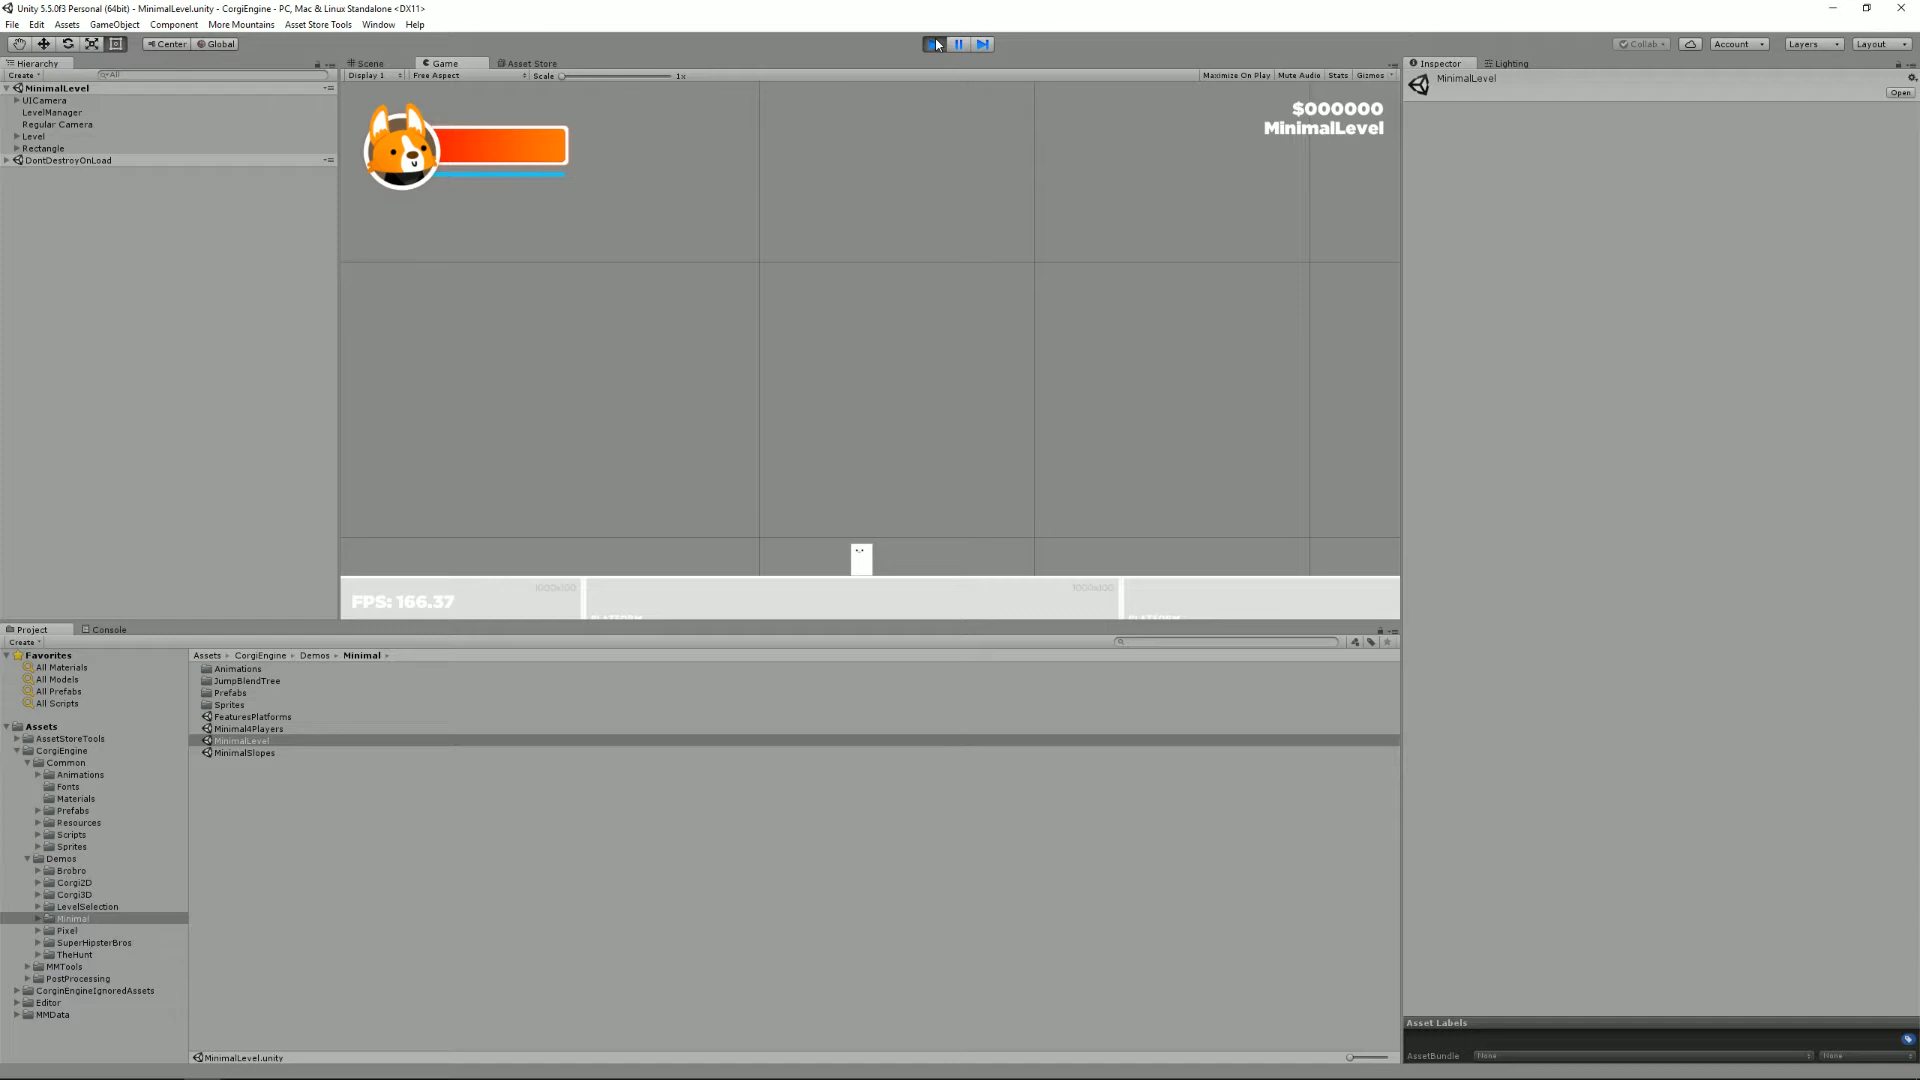 Unity 5.5.0f3 Personal (64bit) - MinimalLevel.unity - CorgiEngine - PC, Mac & Linux Standalone <DX11>
File Edit Assets GameObject Component More Mountains Asset Store Tools Window Help
Center Global Collab Account Layers Layout
Hierarchy
Create All
MinimalLevel
UICamera
LevelManager
Regular Camera
Level
Rectangle
DontDestroyOnLoad
Scene Game Asset Store
Display 1 Free Aspect Scale 1x Maximize On Play Mute Audio Stats Gizmos
$000000
MinimalLevel
1000x100 1000x100
FPS: 166.37
PLATFORM PLATFORM
Inspector Lighting
MinimalLevel
Open
Project Console
Create
Favorites
All Materials
All Models
All Prefabs
All Scripts
Assets
AssetStoreTools
CorgiEngine
Common
Animations
Fonts
Materials
Prefabs
Resources
Scripts
Sprites
Demos
Brobro
Corgi2D
Corgi3D
LevelSelection
Minimal
Pixel
SuperHipsterBros
TheHunt
MMTools
PostProcessing
CorginEngineIgnoredAssets
Editor
MMData
Assets CorgiEngine Demos Minimal
Animations
JumpBlendTree
Prefabs
Sprites
FeaturesPlatforms
Minimal4Players
MinimalLevel
MinimalSlopes
MinimalLevel.unity
Asset Labels
AssetBundle None None